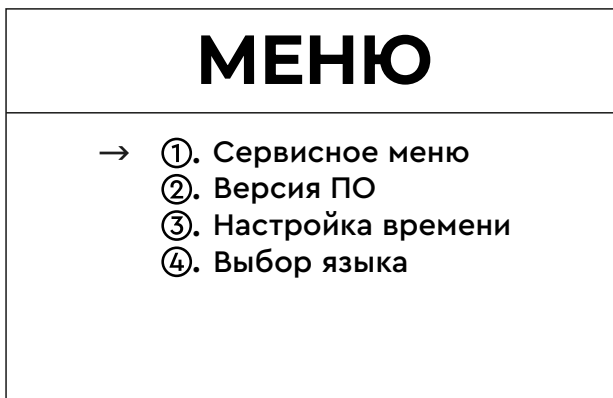 МЕНЮ
→ ①. Сервисное меню
②. Версия ПО
③. Настройка времени
④. Выбор языка